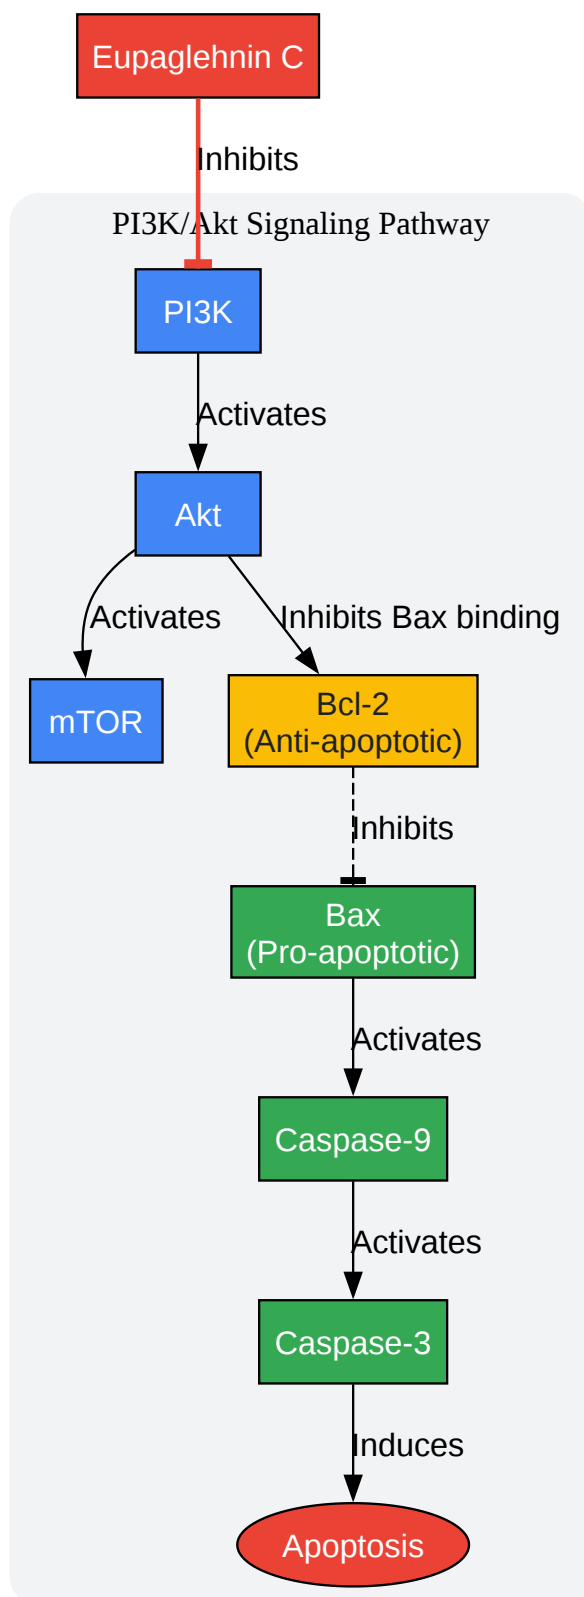 Eupaglehnin C
Inhibits
PI3K/Akt Signaling Pathway
PI3K
Activates
Akt
Activates
Inhibits Bax binding
mTOR
Bcl-2
(Anti-apoptotic)
Inhibits
Bax
(Pro-apoptotic)
Activates
Caspase-9
Activates
Caspase-3
Induces
Apoptosis